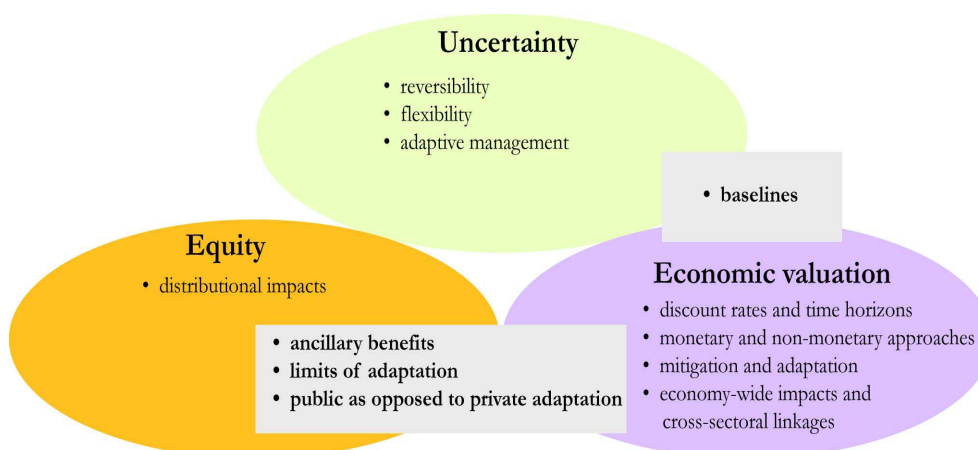 Uncertainty
• reversibility
• flexibility
• adaptive management
• baselines
Equity
• distributional impacts
Economic valuation
• discount rates and time horizons
• monetary and non-monetary approaches
• mitigation and adaptation
• economy-wide impacts and
cross-sectoral linkages
• ancillary benefits
• limits of adaptation
• public as opposed to private adaptation